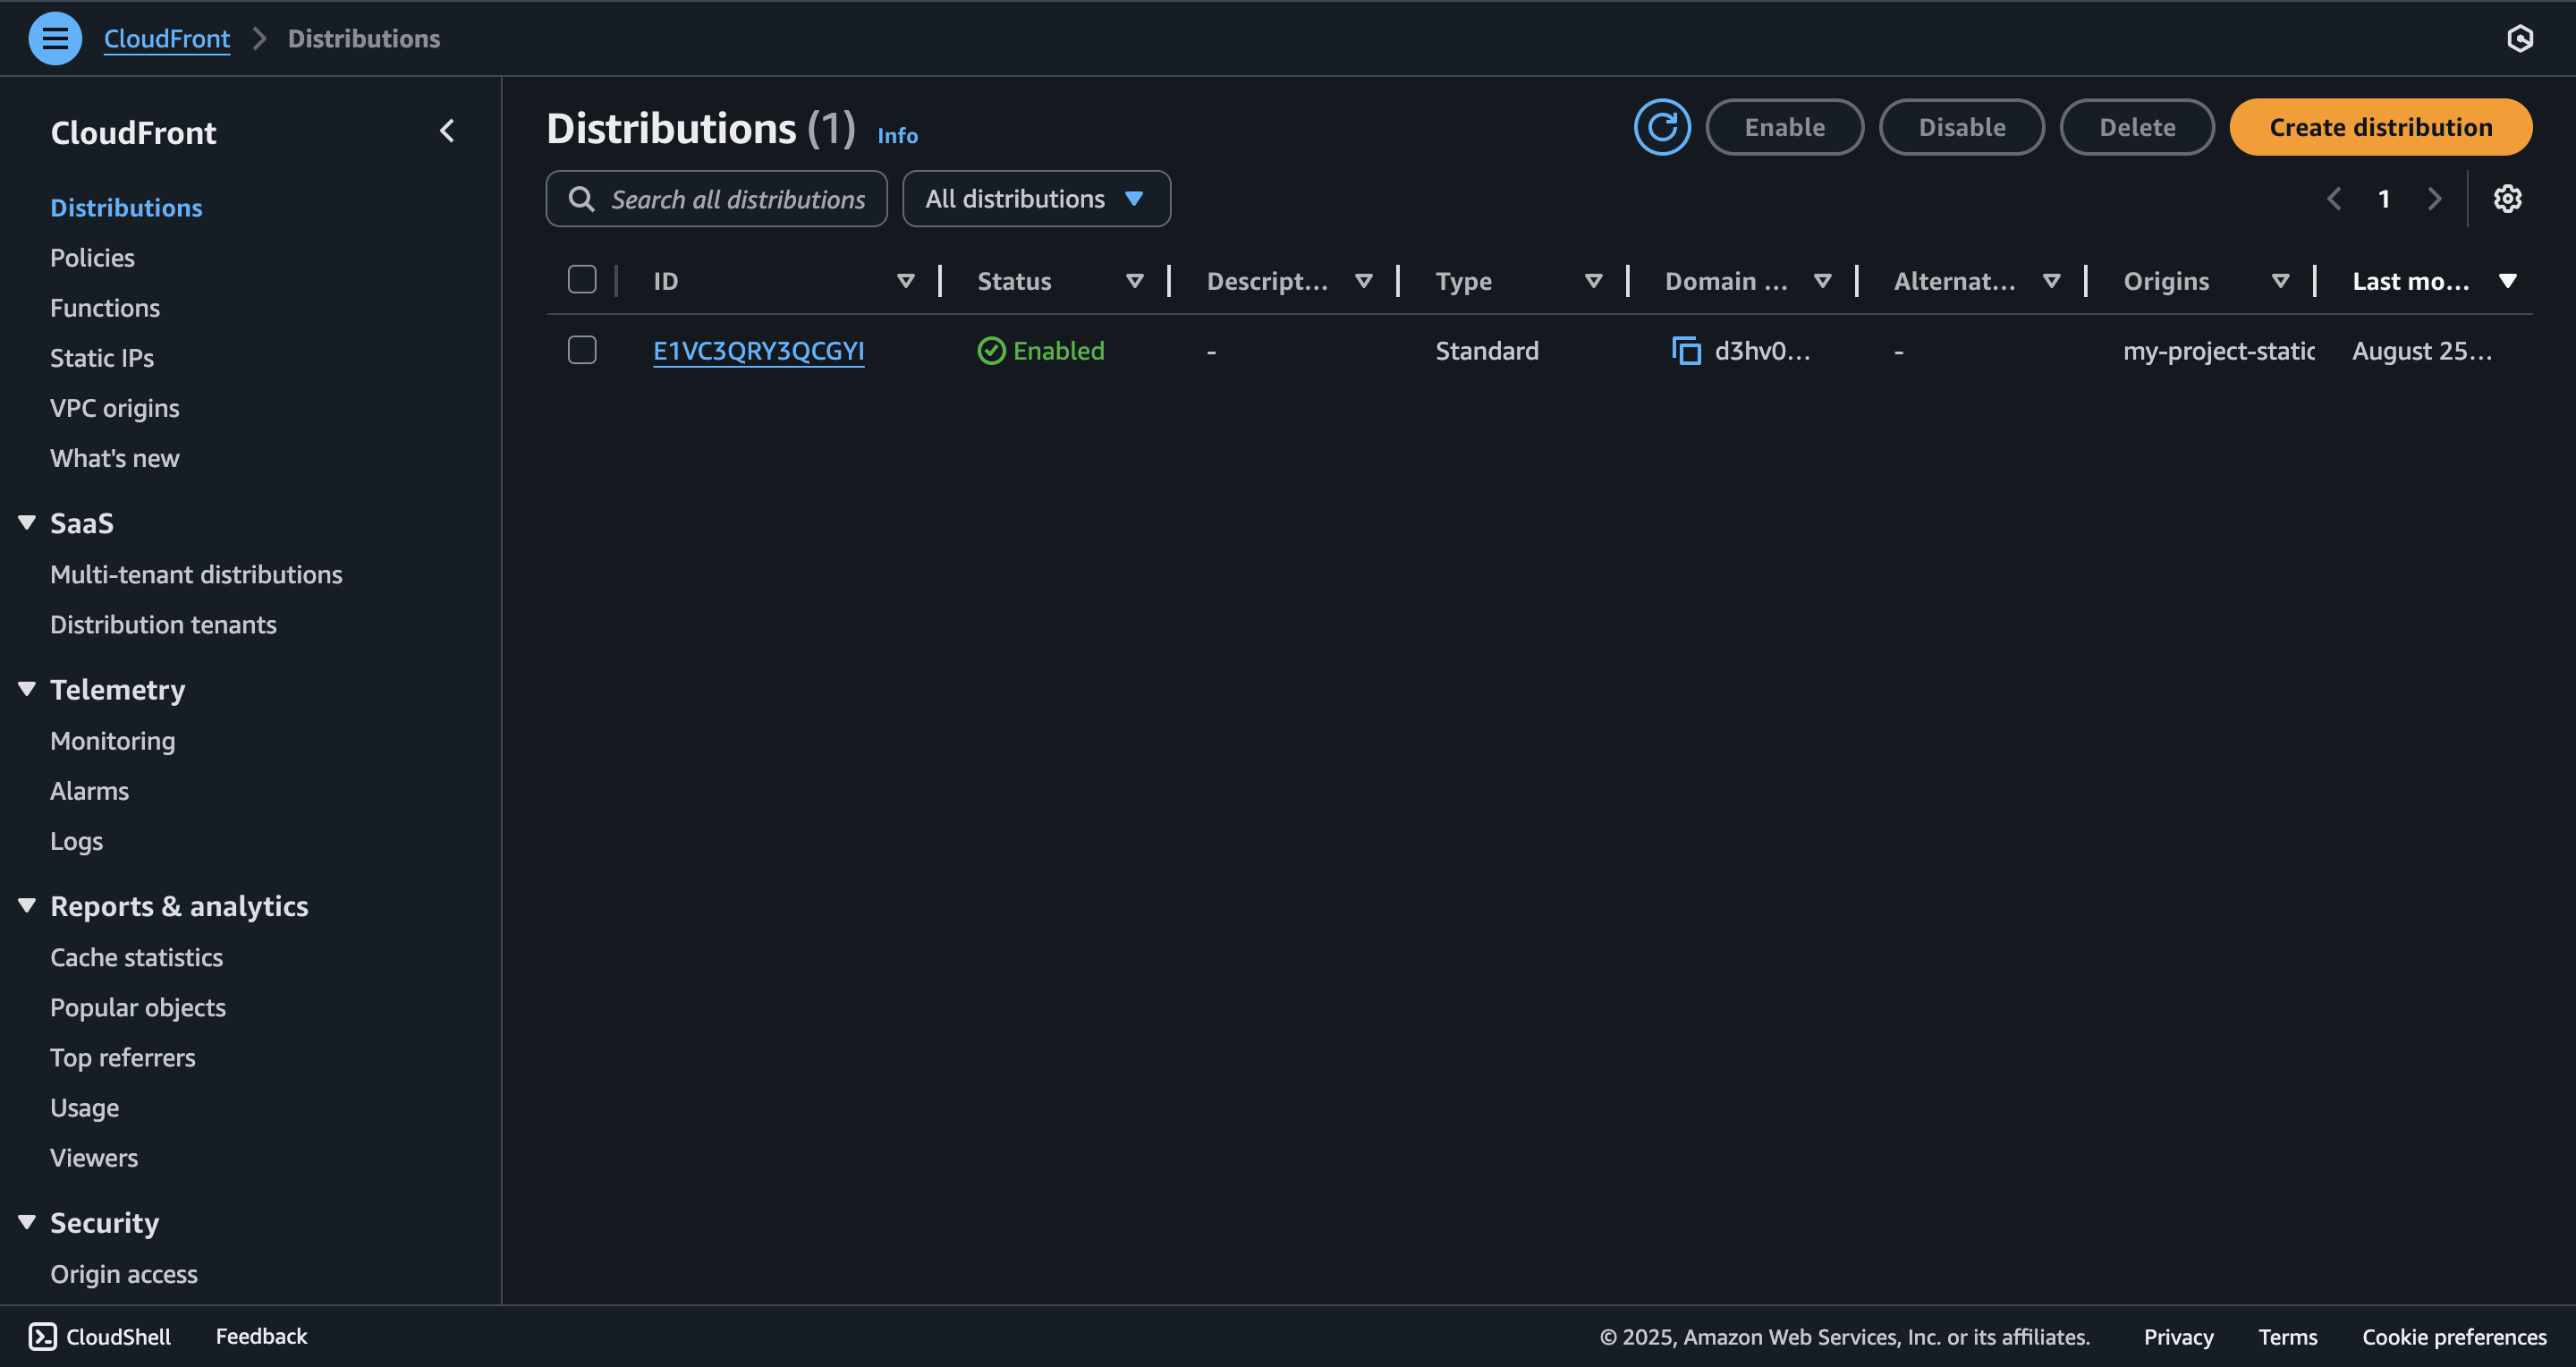 CloudFront > Distributions
CloudFront
Distributions
Policies
Functions
Static IPs
VPC origins
What's new
SaaS
Multi-tenant distributions
Distribution tenants
Telemetry
Monitoring
Alarms
Logs
Reports & analytics
Cache statistics
Popular objects
Top referrers
Usage
Viewers
Security
Origin access
Distributions (1) Info
Enable Disable Delete Create distribution
Search all distributions All distributions 1
ID Status Descript... Type Domain ... Alternat... Origins Last mo...
E1VC3QRY3QCGYI Enabled - Standard d3hv0... - my-project-static August 25...
CloudShell Feedback © 2025, Amazon Web Services, Inc. or its affiliates. Privacy Terms Cookie preferences